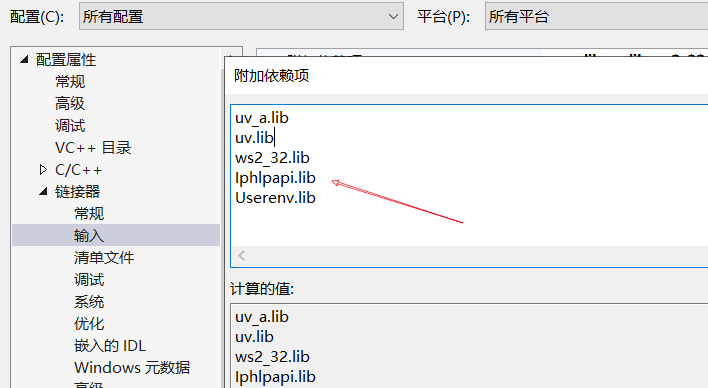 配置(C): 所有配置 平台(P): 所有平台
配置属性
常规
高级
调试
VC++ 目录
C/C++
链接器
常规
输入
清单文件
调试
系统
优化
嵌入的 IDL
Windows 元数据
高级
附加依赖项
uv_a.lib
uv.lib
ws2_32.lib
Iphlpapi.lib
Userenv.lib
计算的值:
uv_a.lib
uv.lib
ws2_32.lib
Iphlpapi.lib